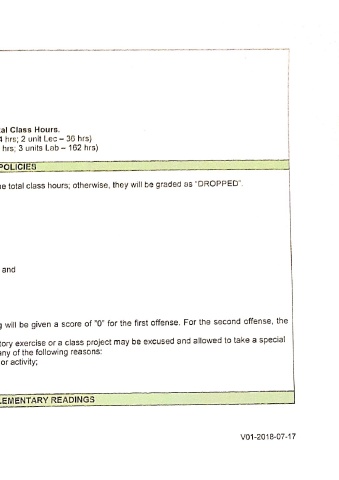 al Class Hours.
4 hrs; 2 unit Lec – 36 hrs)
hrs; 3 units Lab – 162 hrs)
POLICIES
e total class hours; otherwise, they will be graded as "DROPPED".
and
g will be given a score of "0" for the first offense. For the second offense, the
tory exercise or a class project may be excused and allowed to take a special
any of the following reasons:
or activity;
LEMENTARY READINGS
V01-2018-07-17